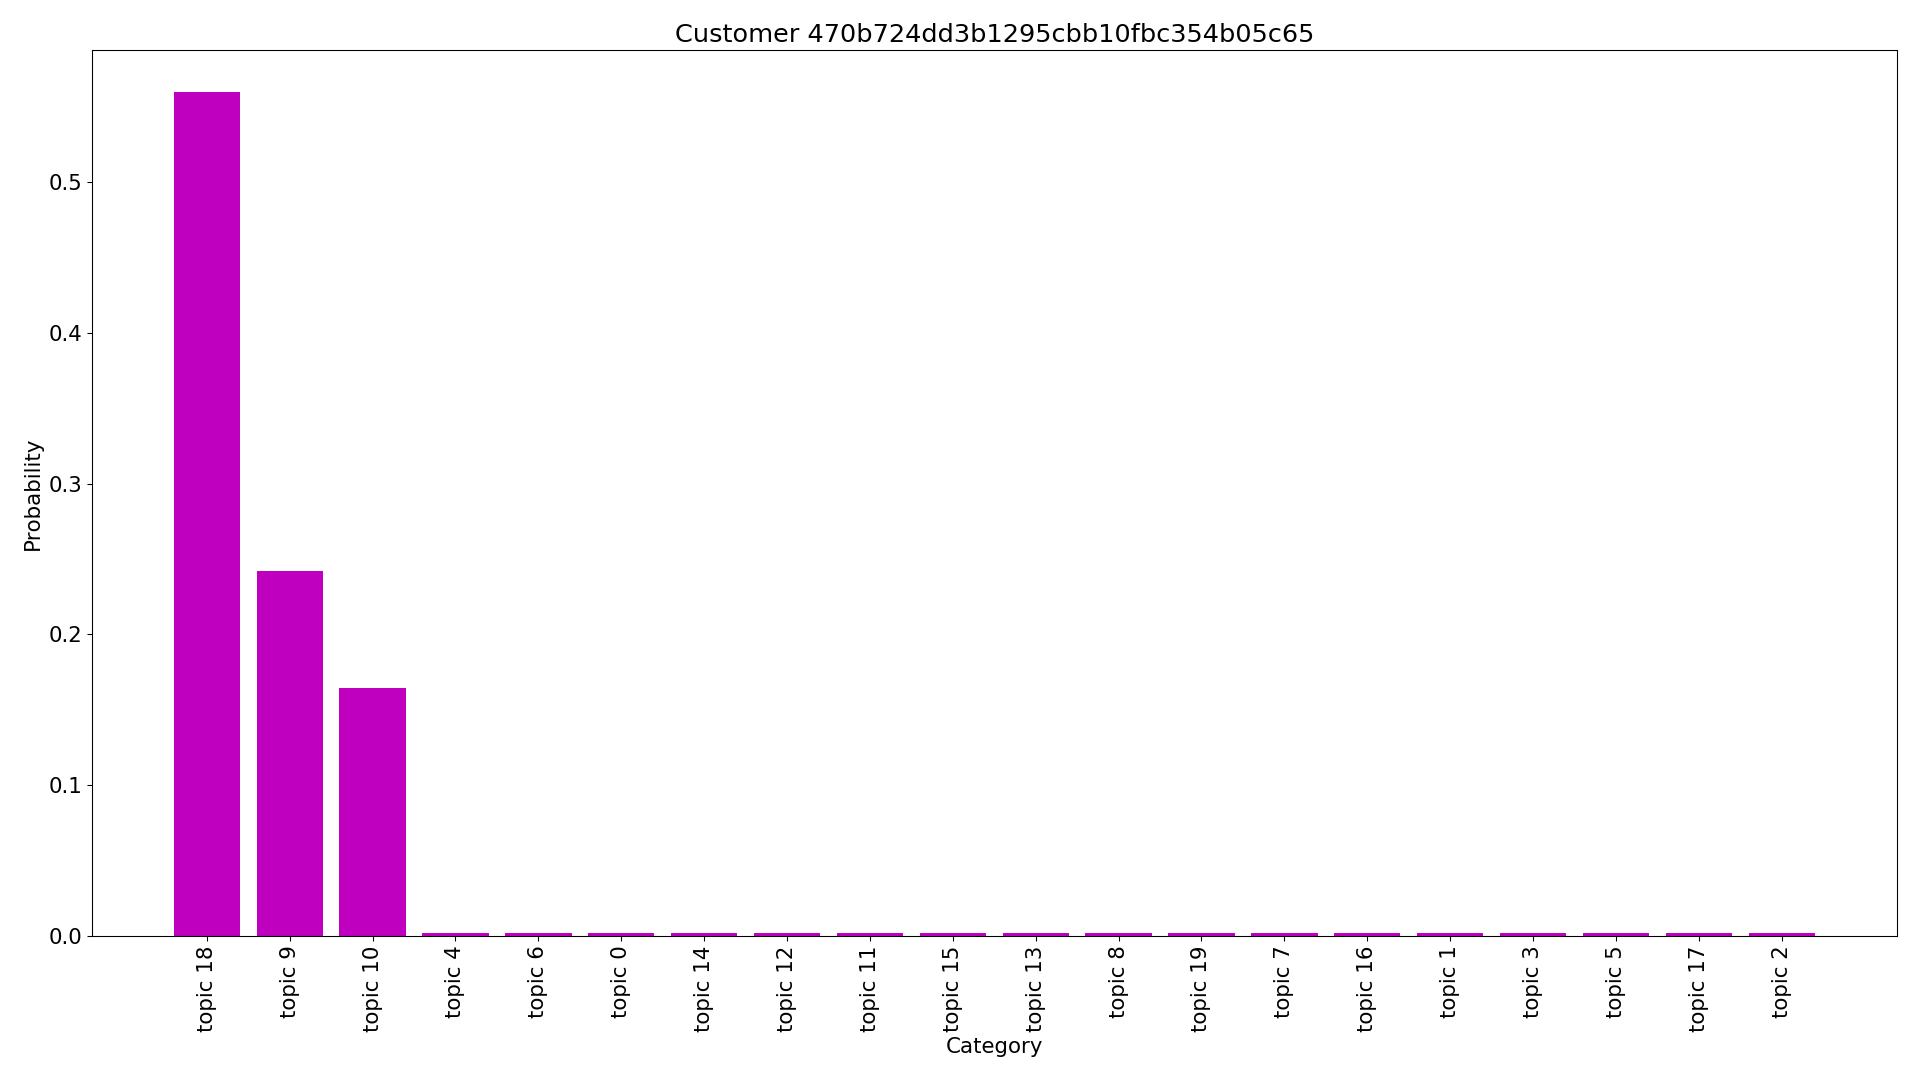 Customer 470b724dd3b1295cbb10fbc354b05c65
Probability
0.5
0.4
0.3
0.2
0.1
0.0
topic 18
topic 9
topic 10
topic 4
topic 6
topic 0
topic 14
topic 12
topic 11
topic 15
topic 13
topic 8
topic 19
topic 7
topic 16
topic 1
topic 3
topic 5
topic 17
topic 2
Category